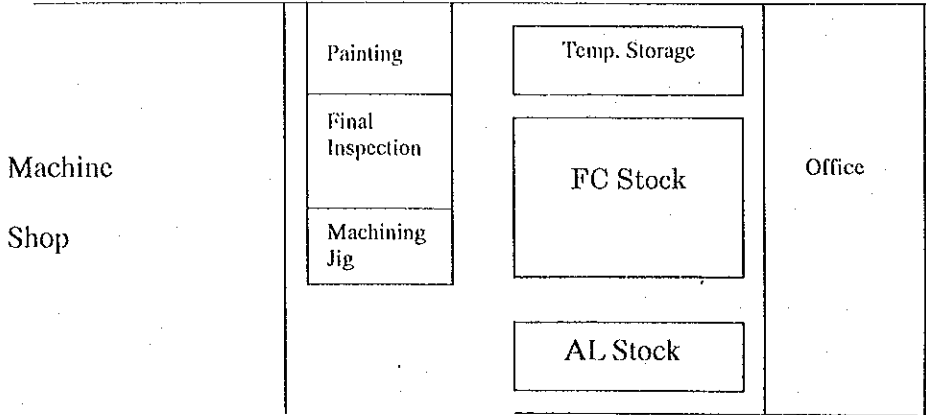 Machine
Shop
Painting
Final
Inspection
Machining
Jig
Temp. Storage
FC Stock
AL Stock
Office